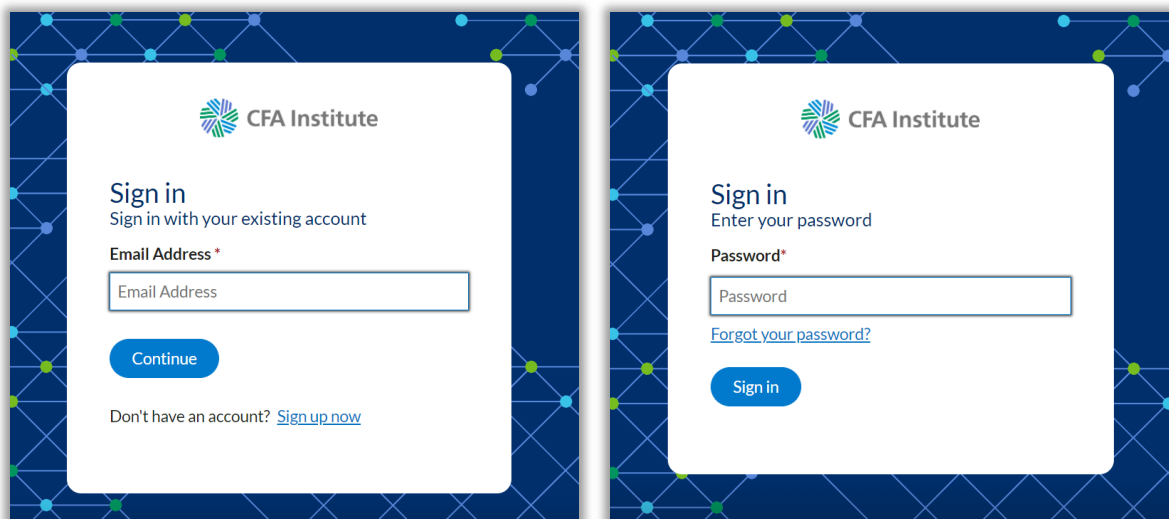 CFA Institute
Sign in
Sign in with your existing account
Email Address *
Email Address
Continue
Don't have an account? Sign up now
CFA Institute
Sign in
Enter your password
Password*
Password
Forgot your password?
Sign in